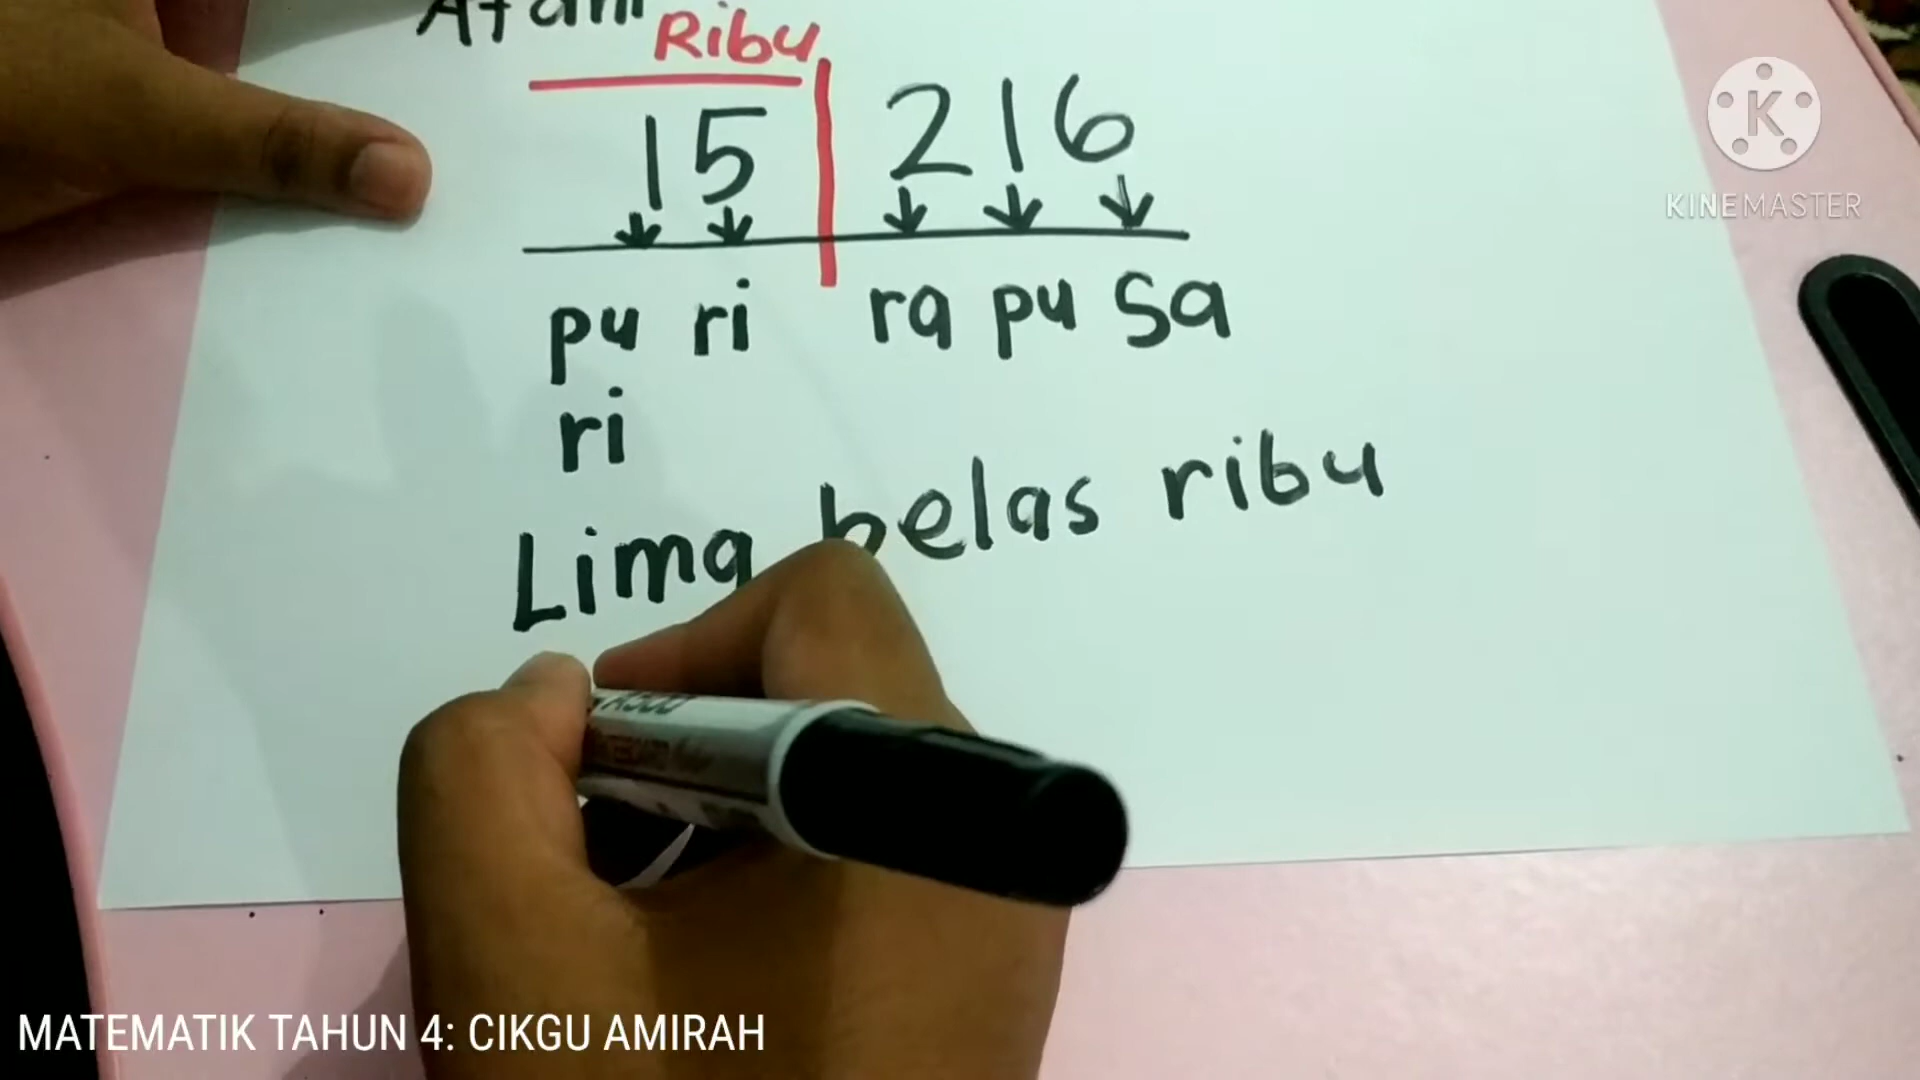 Ribu
15 216
pu ri ra pu sa
ri
Lima belas ribu
K
KINEMASTER
MATEMATIK TAHUN 4: CIKGU AMIRAH